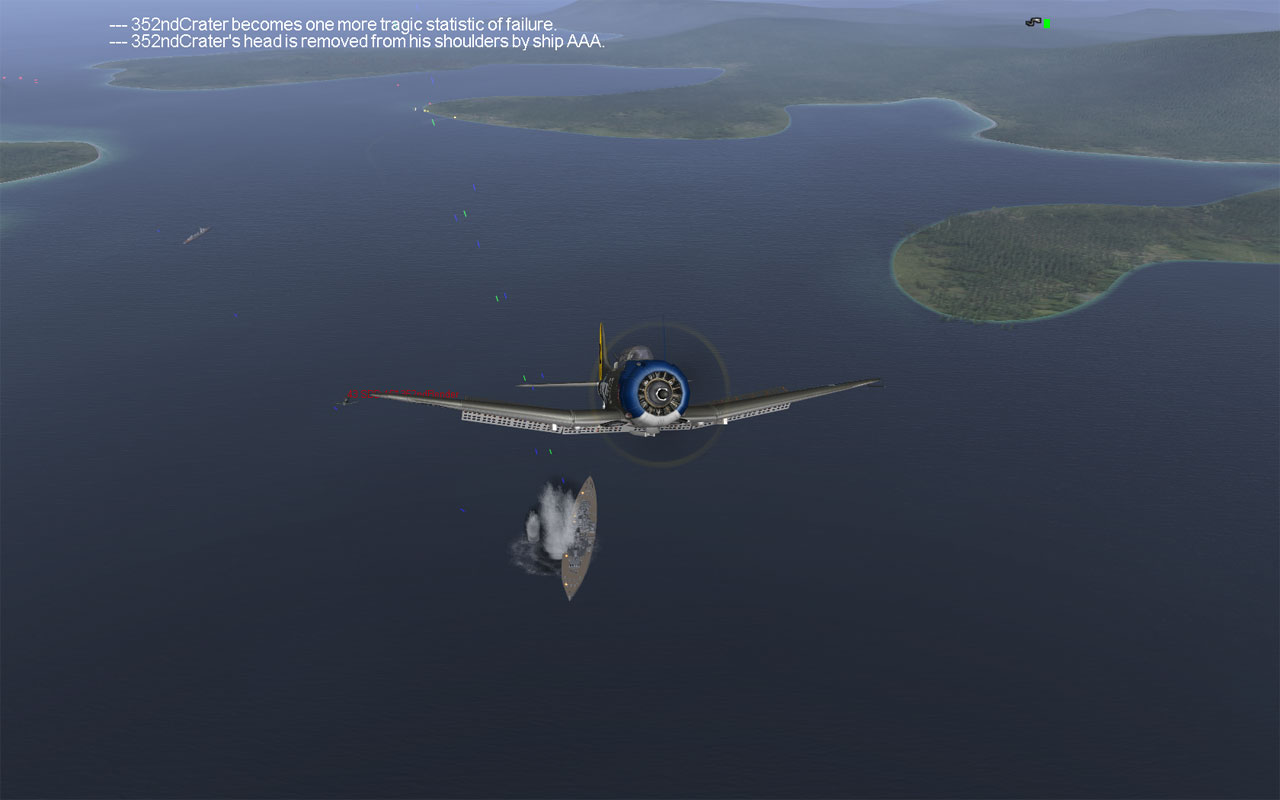 --- 352ndCrater becomes one more tragic statistic of failure.
--- 352ndCrater's head is removed from his shoulders by ship AAA.